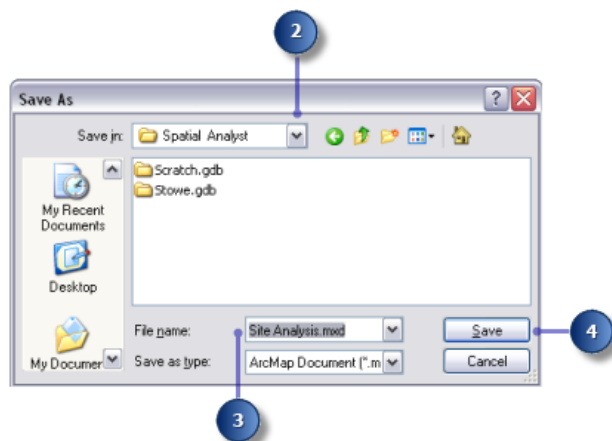 2
Save As
Save in: Spatial Analyst
Scratch.gdb
Stowe.gdb
My Recent
Documents
Desktop
My Documer
File name: Site Analysis.mxd Save
4
Save as type: ArcMap Document (*.m Cancel
3